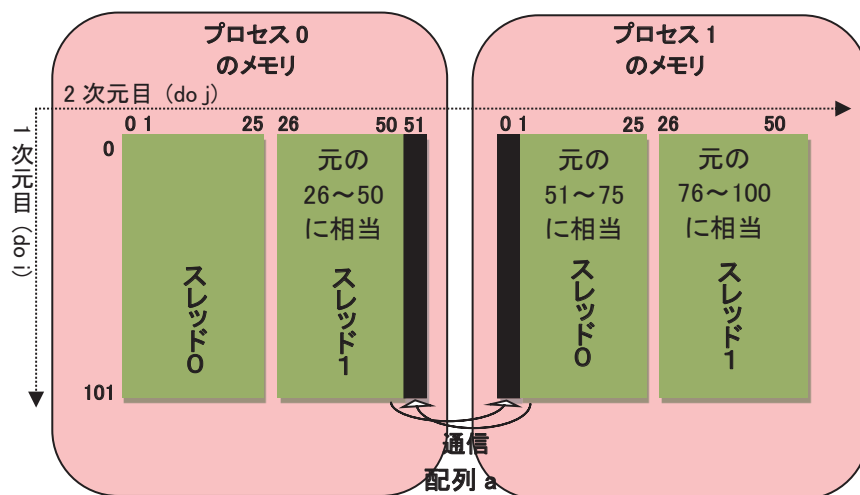 プロセス 0
のメモリ
プロセス 1
のメモリ
2 次元目 (do j)
1 次元目 (do i)
0 1 25 26 50 51
0 1 25 26 50
0
101
スレッド0
元の
26～50
に相当
スレッド1
元の
51～75
に相当
スレッド0
元の
76～100
に相当
スレッド1
通信
配列 a